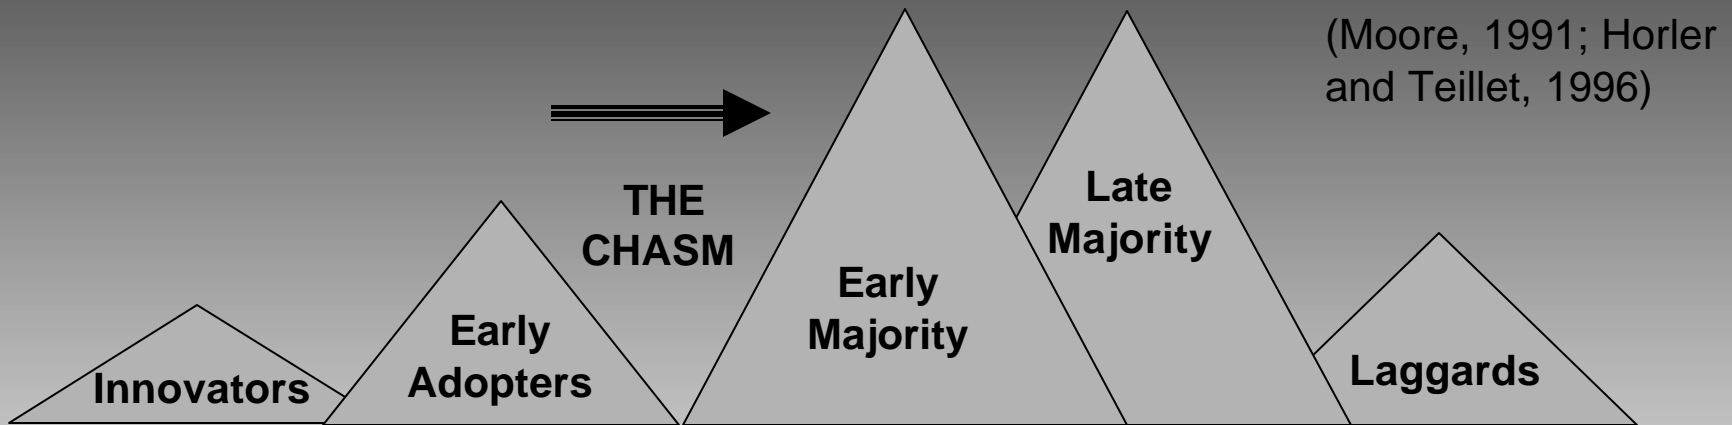 (Moore, 1991; Horler
and Teillet, 1996)
THE
CHASM
Innovators
Early
Adopters
Early
Majority
Late
Majority
Laggards